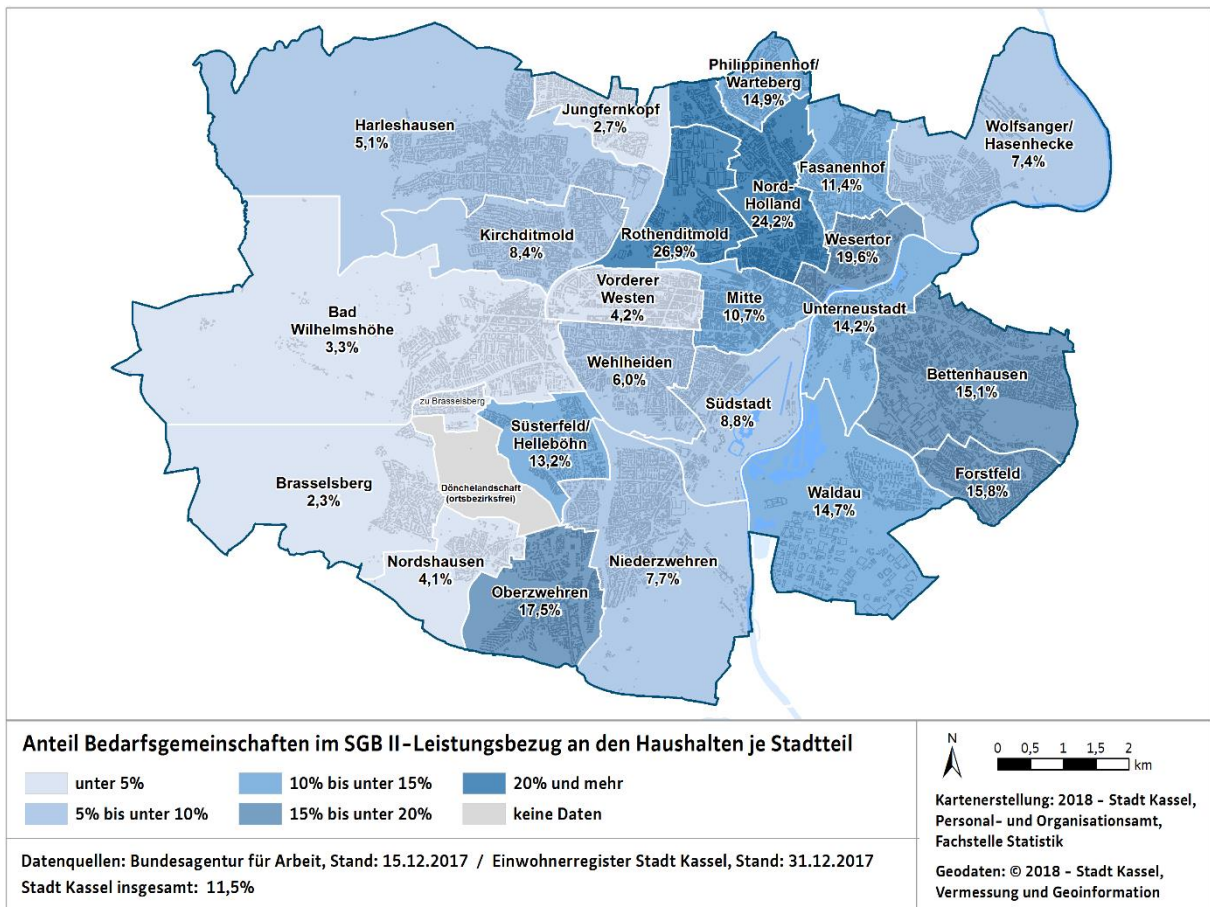 Philippinenhof/
Warteberg
14,9%
Jungfernkopf
2,7%
Harleshausen
5,1%
Wolfsanger/
Hasenhecke
7,4%
Fasanenhof
11,4%
Nord-
Holland
24,2%
Kirchditmold
8,4%
Rothenditmold
26,9%
Wesertor
19,6%
Vorderer
Westen
4,2%
Mitte
10,7%
Unterneustadt
14,2%
Bad
Wilhelmshöhe
3,3%
Wehlheiden
6,0%
Bettenhausen
15,1%
zu Brasselsberg
Südstadt
8,8%
Süsterfeld/
Helleböhn
13,2%
Brasselsberg
2,3%
Dönchelandschaft
(ortsbezirksfrei)
Forstfeld
15,8%
Waldau
14,7%
Nordshausen
4,1%
Niederzwehren
7,7%
Oberzwehren
17,5%
Anteil Bedarfsgemeinschaften im SGB II-Leistungsbezug an den Haushalten je Stadtteil
unter 5%
10% bis unter 15%
20% und mehr
5% bis unter 10%
15% bis unter 20%
keine Daten
Datenquellen: Bundesagentur für Arbeit, Stand: 15.12.2017 / Einwohnerregister Stadt Kassel, Stand: 31.12.2017
Stadt Kassel insgesamt: 11,5%
N
0 0,5 1 1,5 2
km
Kartenerstellung: 2018 - Stadt Kassel,
Personal- und Organisationsamt,
Fachstelle Statistik
Geodaten: © 2018 - Stadt Kassel,
Vermessung und Geoinformation